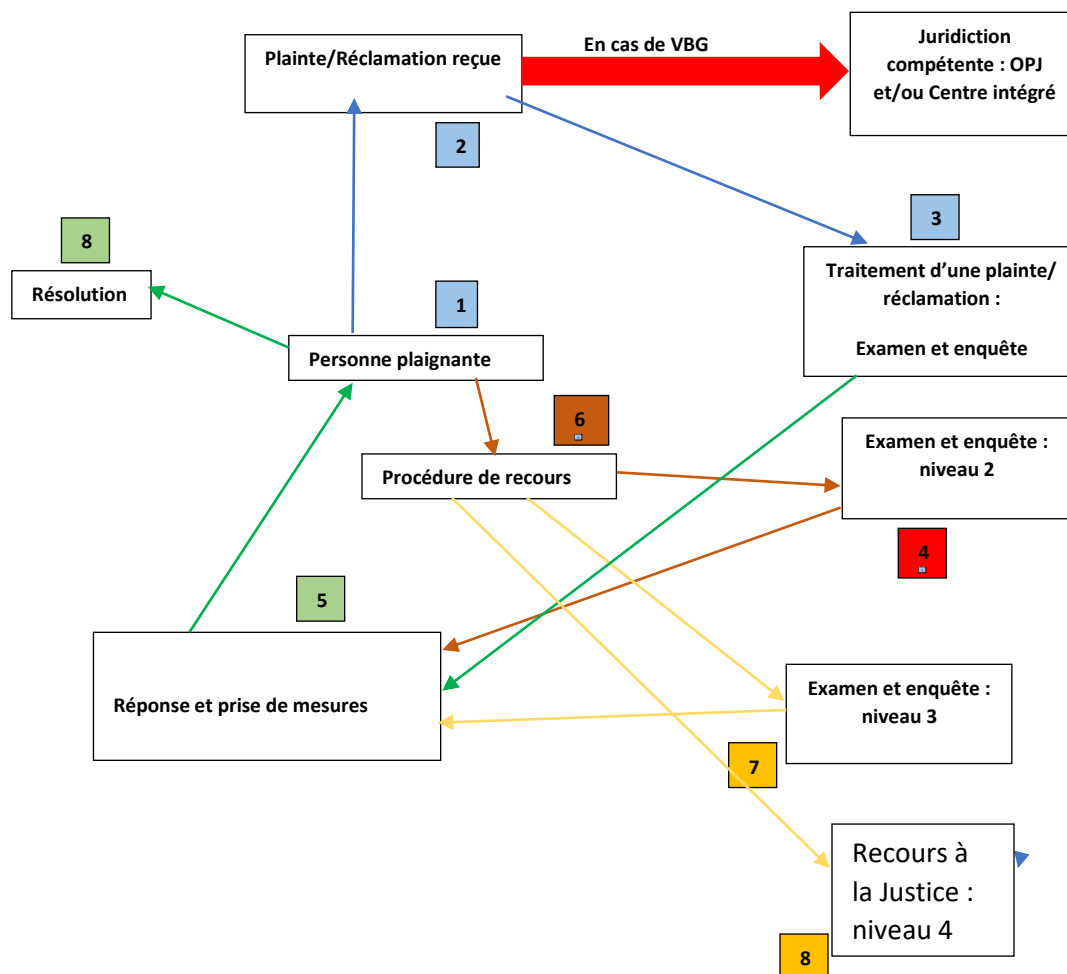 En cas de VBG
Plainte/Réclamation reçue
Juridiction
compétente : OPJ
et/ou Centre intégré
2
3
8
Traitement d’une plainte/
réclamation :
Résolution
1
Examen et enquête
Personne plaignante
6
Examen et enquête :
niveau 2
Procédure de recours
4
5
Réponse et prise de mesures
Examen et enquête :
niveau 3
7
Recours à
la Justice :
niveau 4
8